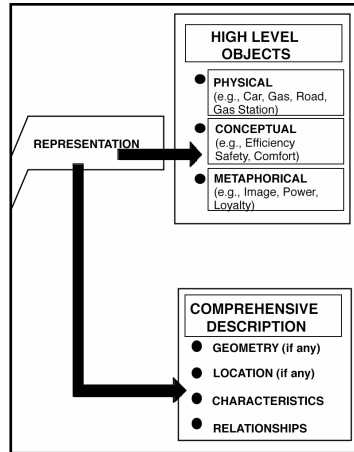 HIGH LEVEL
OBJECTS
PHYSICAL
(e.g., Car, Gas, Road,
Gas Station)
CONCEPTUAL
(e.g., Efficiency
Safety, Comfort)
METAPHORICAL
(e.g., Image, Power,
Loyalty)
REPRESENTATION
COMPREHENSIVE
DESCRIPTION
GEOMETRY (if any)
LOCATION (if any)
CHARACTERISTICS
RELATIONSHIPS